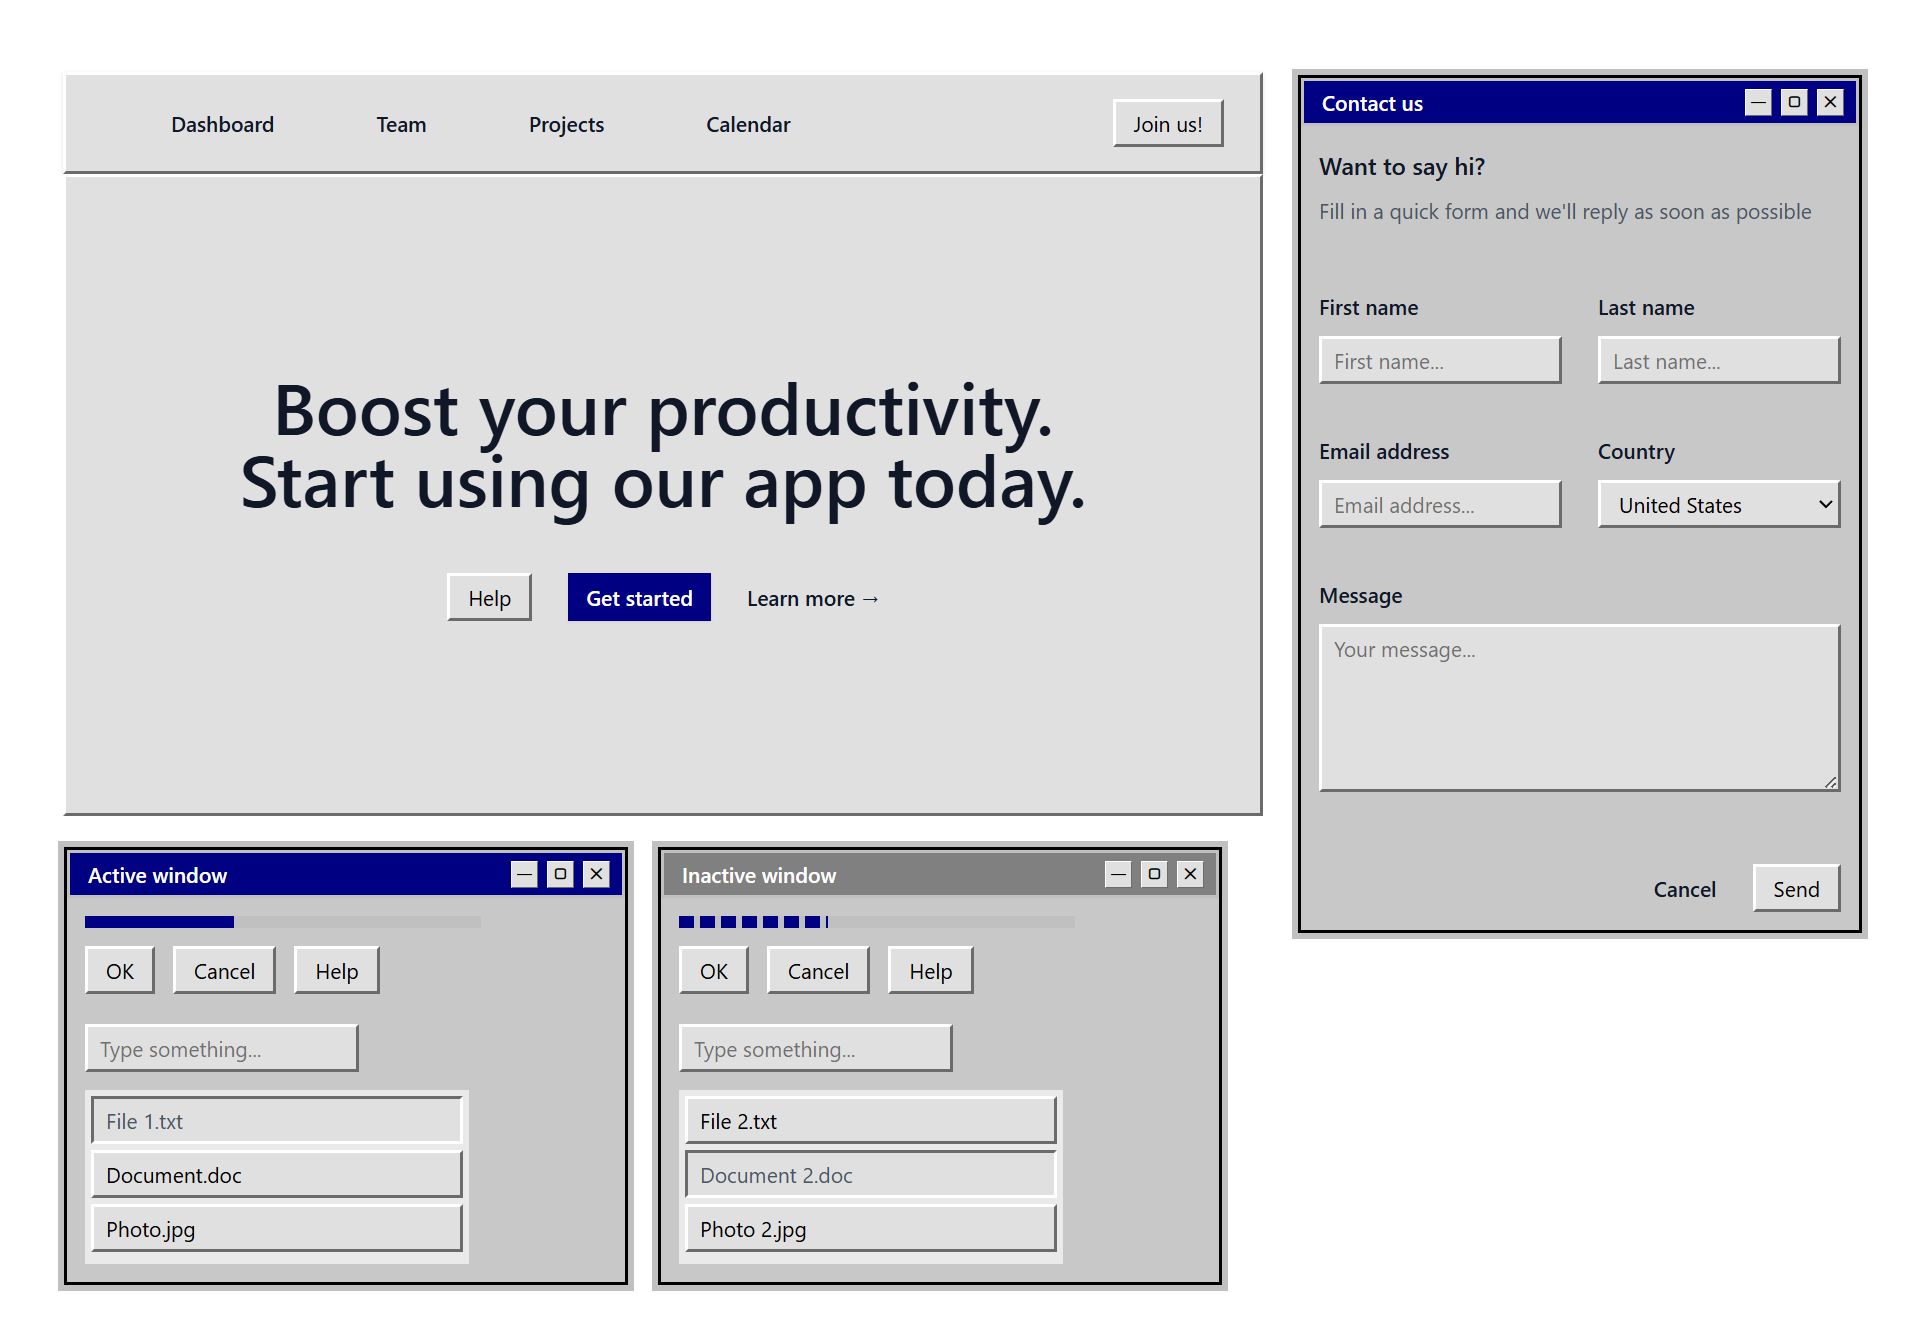 Dashboard
Team
Projects
Calendar
Join us!
Boost your productivity.
Start using our app today.
Help
Get started
Learn more →
Contact us
Want to say hi?
Fill in a quick form and we'll reply as soon as possible
First name
Last name
First name...
Last name...
Email address
Country
Email address...
United States
Message
Your message...
Cancel
Send
Active window
OK
Cancel
Help
Type something...
File 1.txt
Document.doc
Photo.jpg
Inactive window
OK
Cancel
Help
Type something...
File 2.txt
Document 2.doc
Photo 2.jpg